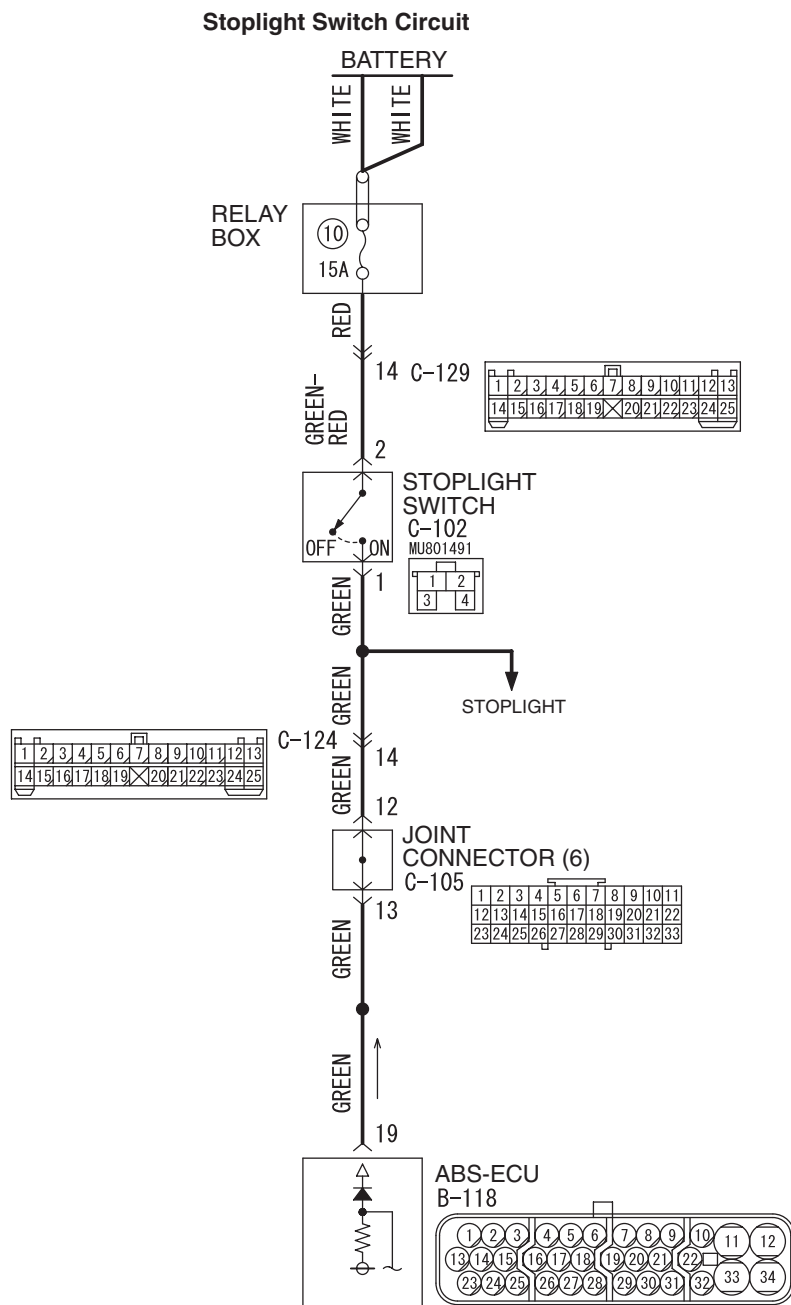 Stoplight Switch Circuit
BATTERY
WHITE
WHITE
RELAY
BOX
10
15A
RED
14 C-129
1 2 3 4 5 6 7 8 9 10 11 12 13
14 15 16 17 18 19 20 21 22 23 24 25
GREEN-
RED
2
STOPLIGHT
SWITCH
C-102
MU801491
OFF ON
1 2
3 4
1
GREEN
STOPLIGHT
GREEN
C-124
14
1 2 3 4 5 6 7 8 9 10 11 12 13
14 15 16 17 18 19 20 21 22 23 24 25
GREEN
12
JOINT
CONNECTOR (6)
C-105
1 2 3 4 5 6 7 8 9 10 11
12 13 14 15 16 17 18 19 20 21 22
23 24 25 26 27 28 29 30 31 32 33
13
GREEN
GREEN
19
ABS-ECU
B-118
1 2 3 4 5 6 7 8 9 10 11 12
13 14 15 16 17 18 19 20 21 22
23 24 25 26 27 28 29 30 31 32 33 34